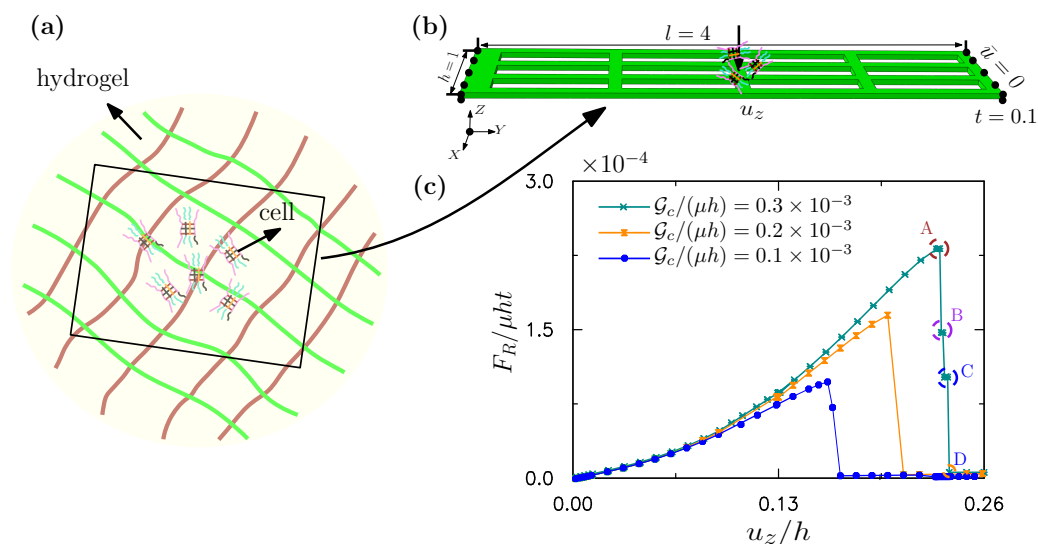 (a)
hydrogel
cell
(b)
l = 4
h = 1
ū = 0
u_z
t = 0.1
Z
Y
X
(c)
×10⁻⁴
3.0
1.5
0.0
F_R/μht
𝒢_c/(μh) = 0.3 × 10⁻³
𝒢_c/(μh) = 0.2 × 10⁻³
𝒢_c/(μh) = 0.1 × 10⁻³
A
B
C
D
0.00
0.13
0.26
u_z/h